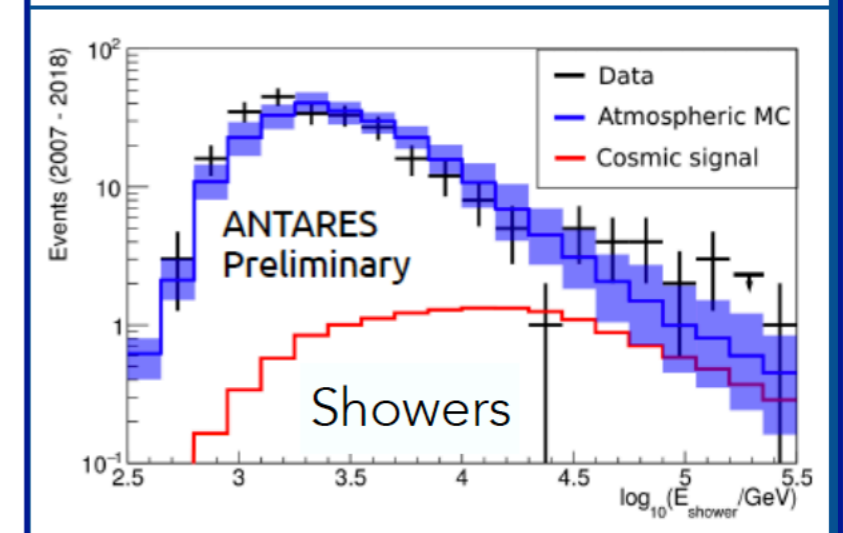 10²
Events (2007 - 2018)
Data
Atmospheric MC
Cosmic signal
10
ANTARES
Preliminary
1
Showers
10⁻¹
2.5 3 3.5 4 4.5 5 5.5
log₁₀(E_shower/GeV)